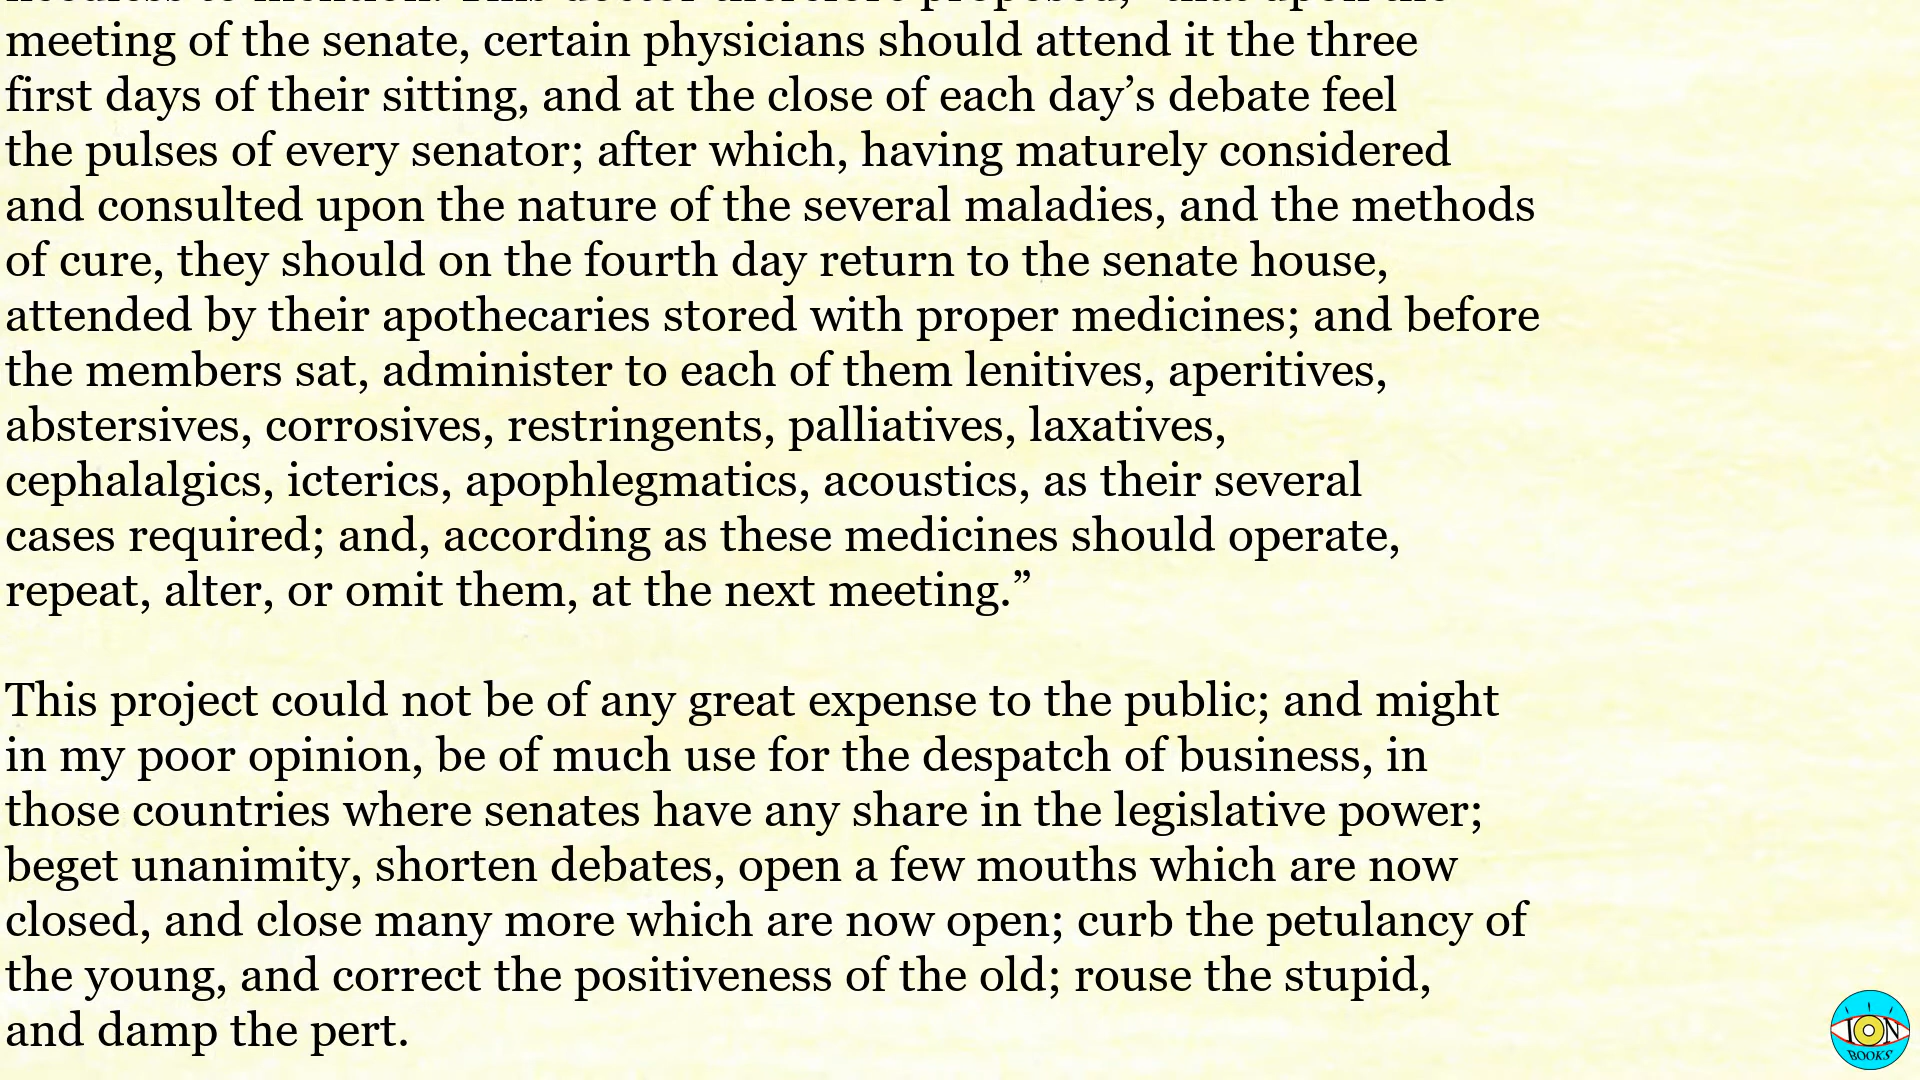 needless to mention. This doctor therefore proposed, “that upon the
meeting of the senate, certain physicians should attend it the three
first days of their sitting, and at the close of each day’s debate feel
the pulses of every senator; after which, having maturely considered
and consulted upon the nature of the several maladies, and the methods
of cure, they should on the fourth day return to the senate house,
attended by their apothecaries stored with proper medicines; and before
the members sat, administer to each of them lenitives, aperitives,
abstersives, corrosives, restringents, palliatives, laxatives,
cephalalgics, icterics, apophlegmatics, acoustics, as their several
cases required; and, according as these medicines should operate,
repeat, alter, or omit them, at the next meeting.”
This project could not be of any great expense to the public; and might
in my poor opinion, be of much use for the despatch of business, in
those countries where senates have any share in the legislative power;
beget unanimity, shorten debates, open a few mouths which are now
closed, and close many more which are now open; curb the petulancy of
the young, and correct the positiveness of the old; rouse the stupid,
and damp the pert.
ION
BOOKS